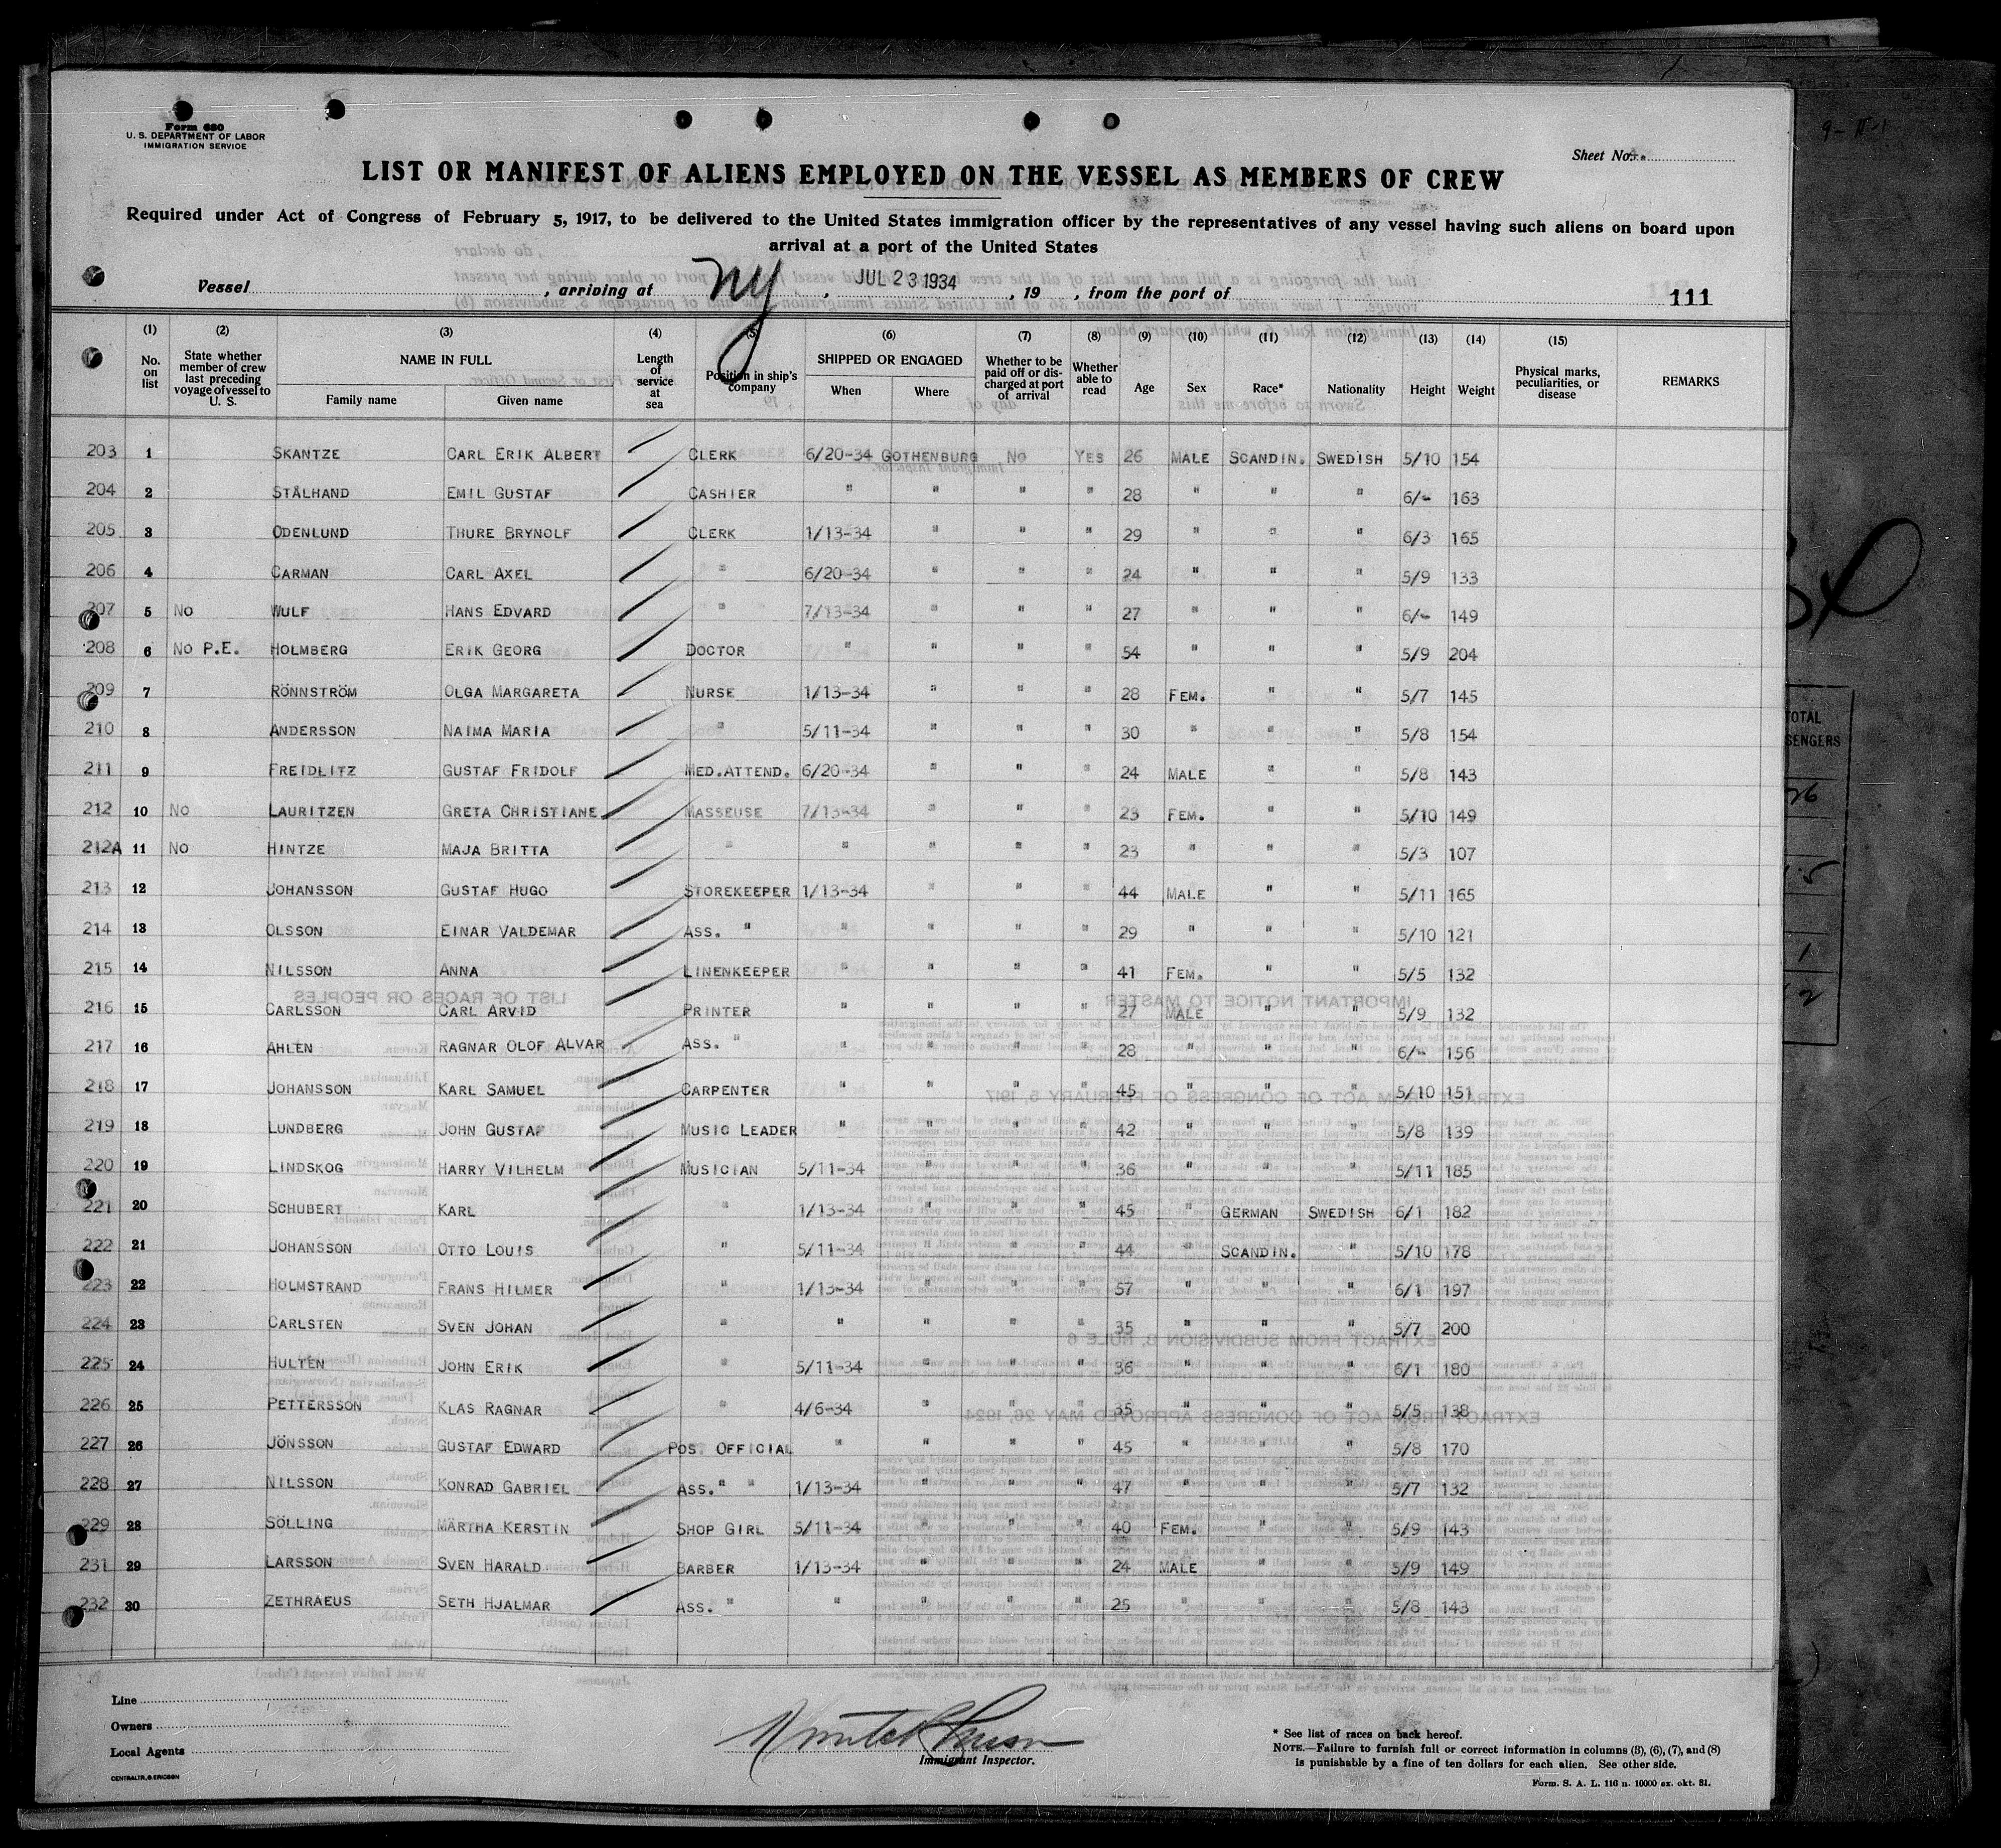 Form 680
U. S. DEPARTMENT OF LABOR
IMMIGRATION SERVICE
Sheet No.
LIST OR MANIFEST OF ALIENS EMPLOYED ON THE VESSEL AS MEMBERS OF CREW
Required under Act of Congress of February 5, 1917, to be delivered to the United States immigration officer by the representatives of any vessel having such aliens on board upon
arrival at a port of the United States
Vessel , arriving at NY , JUL 23 1934 , 19 , from the port of 111
(1) No. on list
(2) State whether member of crew last preceding voyage of vessel to U. S.
(3) NAME IN FULL Family name Given name
(4) Length of service at sea
(5) Position in ship's company
(6) SHIPPED OR ENGAGED When Where
(7) Whether to be paid off or discharged at port of arrival
(8) Whether able to read
(9) Age
(10) Sex
(11) Race*
(12) Nationality
(13) Height
(14) Weight
(15) Physical marks, peculiarities, or disease
REMARKS
203 1 SKANTZE CARL ERIK ALBERT CLERK 6/20-34 GOTHENBURG NO YES 26 MALE SCANDIN. SWEDISH 5/10 154
204 2 STÅLHAND EMIL GUSTAF CASHIER " " " " 28 " " " 6/- 163
205 3 ODENLUND THURE BRYNOLF CLERK 1/13-34 " " " 29 " " " 6/3 165
206 4 CARMAN CARL AXEL " 6/20-34 " " " 24 " " " 5/9 133
207 5 NO WULF HANS EDVARD " " 7/13-34 " " " 27 " " " 6/- 149
208 6 NO P.E. HOLMBERG ERIK GEORG DOCTOR " " " " 54 " " " 5/9 204
209 7 RÖNNSTRÖM OLGA MARGARETA NURSE 1/13-34 " " " 28 FEM. " " 5/7 145
210 8 ANDERSSON NAIMA MARIA " 5/11-34 " " " 30 " " " 5/8 154
211 9 FREIDLITZ GUSTAF FRIDOLF MED.ATTEND. 6/20-34 " " " 24 MALE " " 5/8 143
212 10 NO LAURITZEN GRETA CHRISTIANE MASSEUSE 7/13-34 " " " 23 FEM. " " 5/10 149
212A 11 NO HINTZE MAJA BRITTA " " " " " 23 " " " 5/3 107
213 12 JOHANSSON GUSTAF HUGO STOREKEEPER 1/13-34 " " " 44 MALE " " 5/11 165
214 13 OLSSON EINAR VALDEMAR ASS. " " " " " 29 " " " 5/10 121
215 14 NILSSON ANNA LINENKEEPER " " " " 41 FEM. " " 5/5 132
216 15 CARLSSON CARL ARVID PRINTER " " " " 27 MALE " " 5/9 132
217 16 AHLEN RAGNAR OLOF ALVAR ASS. " " " " " 28 " " " 6/- 156
218 17 JOHANSSON KARL SAMUEL CARPENTER " " " " 45 " " " 5/10 151
219 18 LUNDBERG JOHN GUSTAF MUSIC LEADER " " " " 42 " " " 5/8 139
220 19 LINDSKOG HARRY VILHELM MUSICIAN 5/11-34 " " " 36 " " " 5/11 185
221 20 SCHUBERT KARL " 1/13-34 " " " 45 " GERMAN SWEDISH 6/1 182
222 21 JOHANSSON OTTO LOUIS " 5/11-34 " " " 44 " SCANDIN. " 5/10 178
223 22 HOLMSTRAND FRANS HILMER " 1/13-34 " " " 57 " " " 6/1 197
224 23 CARLSTEN SVEN JOHAN " " " " " 35 " " " 5/7 200
225 24 HULTEN JOHN ERIK " 5/11-34 " " " 36 " " " 6/1 180
226 25 PETTERSSON KLAS RAGNAR " 4/6-34 " " " 35 " " " 5/5 138
227 26 JÖNSSON GUSTAF EDWARD POST OFFICIAL " " " " 45 " " " 5/8 170
228 27 NILSSON KONRAD GABRIEL ASS." " 1/13-34 " " " 47 " " " 5/7 132
229 28 SÖLLING MÄRTHA KERSTIN SHOP GIRL 5/11-34 " " " 40 FEM. " " 5/9 143
231 29 LARSSON SVEN HARALD BARBER 1/13-34 " " " 24 MALE " " 5/9 149
232 30 ZETHRAEUS SETH HJALMAR ASS. " " " " " 25 " " " 5/8 143
Line
Owners
Local Agents
CENTRALTR, G. ERICSON
Immigrant Inspector.
* See list of races on back hereof.
NOTE.—Failure to furnish full or correct information in columns (3), (6), (7), and (8)
is punishable by a fine of ten dollars for each alien. See other side.
Form. S. A. L. 116 n. 10000 ex. okt. 31.
TOTAL
SENGERS